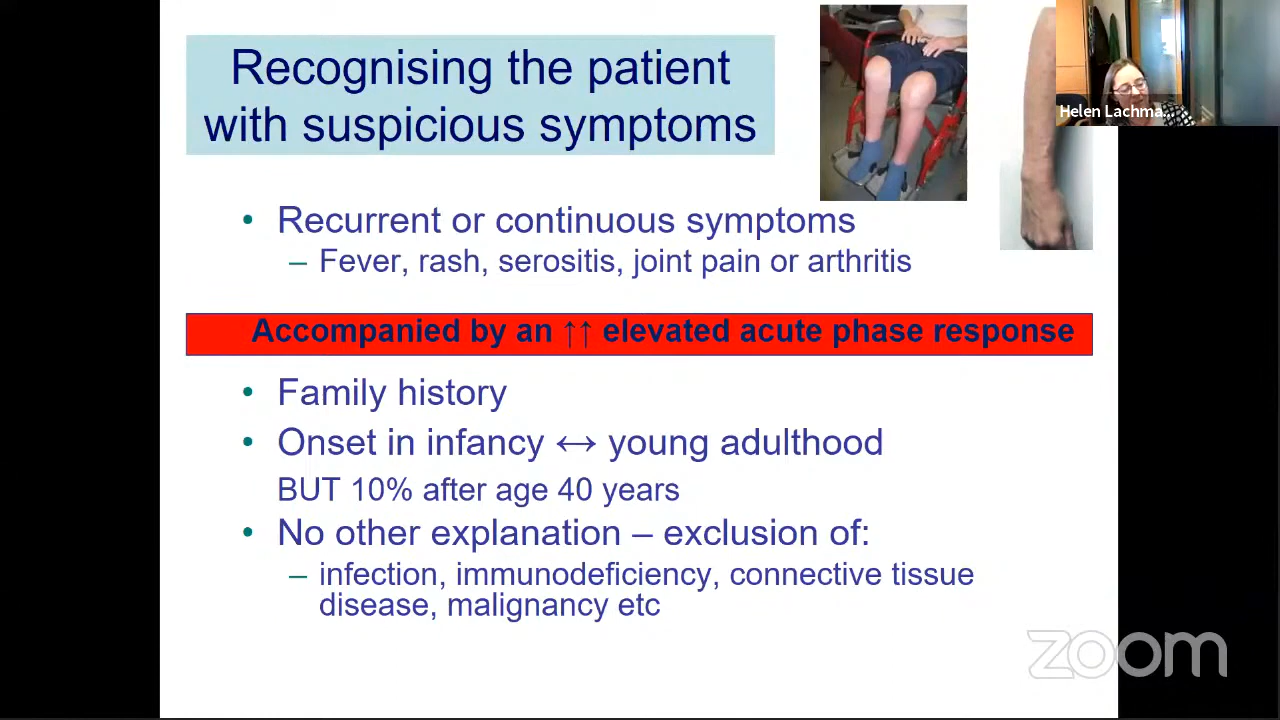 Recognising the patient
with suspicious symptoms
Helen Lachma...
• Recurrent or continuous symptoms
– Fever, rash, serositis, joint pain or arthritis
Accompanied by an ↑↑ elevated acute phase response
• Family history
• Onset in infancy ↔ young adulthood
BUT 10% after age 40 years
• No other explanation – exclusion of:
– infection, immunodeficiency, connective tissue
disease, malignancy etc
zoom